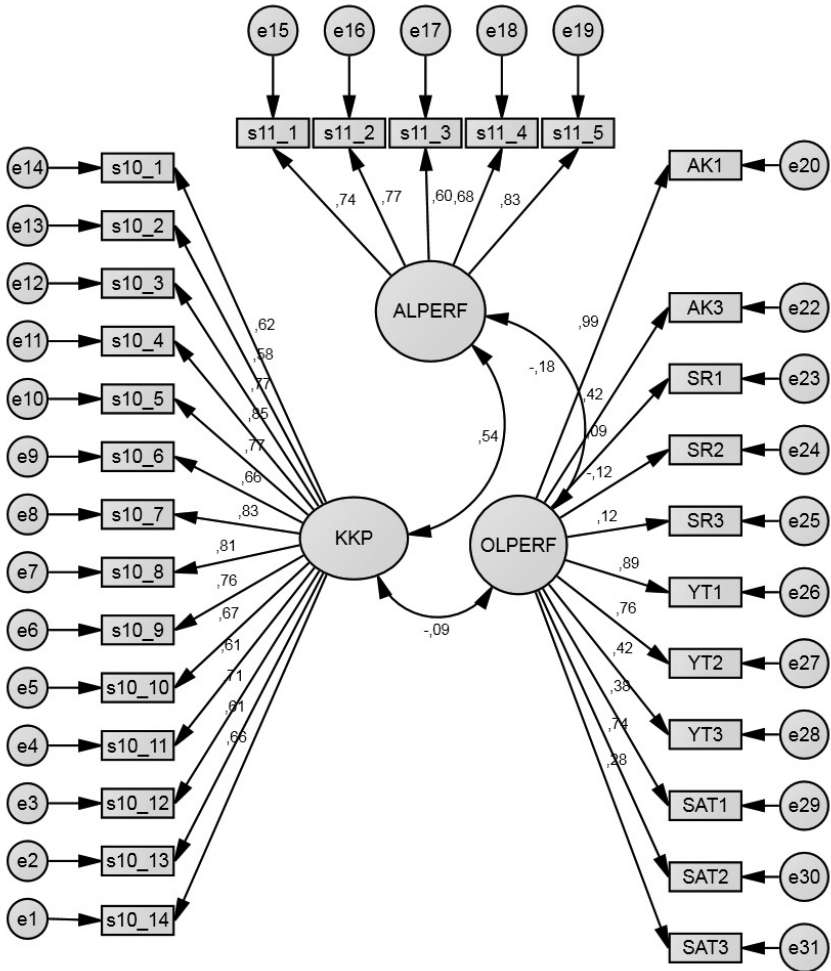 e15 e16 e17 e18 e19
s11_1 s11_2 s11_3 s11_4 s11_5
,74 ,77 ,60 ,68 ,83
ALPERF
e14 s10_1
e13 s10_2
e12 s10_3
e11 s10_4
e10 s10_5
e9 s10_6
e8 s10_7
e7 s10_8
e6 s10_9
e5 s10_10
e4 s10_11
e3 s10_12
e2 s10_13
e1 s10_14
,62
,58
,77
,85
,77
,66
,83
,81
,76
,67
,61
,71
,61
,66
KKP
,54
-,18
-,09
OLPERF
,99
,42
,09
-,12
,12
,89
,76
,42
,38
,74
,28
AK1 e20
AK3 e22
SR1 e23
SR2 e24
SR3 e25
YT1 e26
YT2 e27
YT3 e28
SAT1 e29
SAT2 e30
SAT3 e31